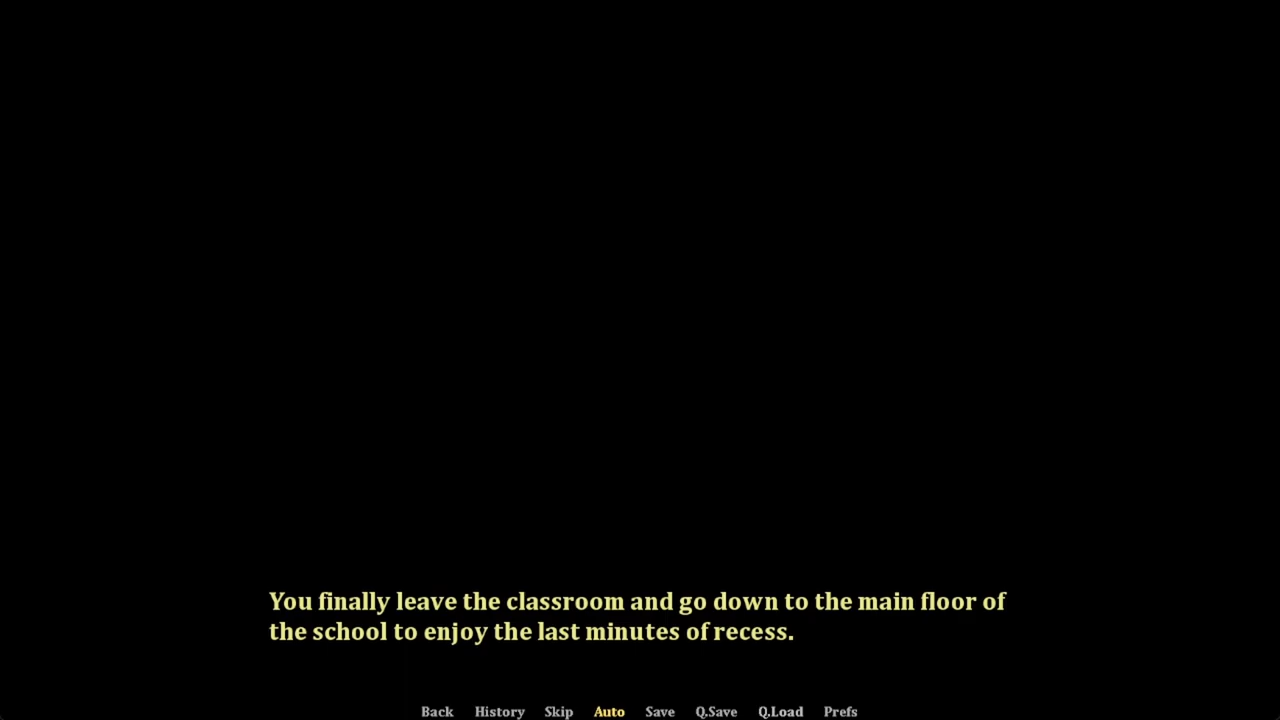 You finally leave the classroom and go down to the main floor of
the school to enjoy the last minutes of recess.
Back History Skip Auto Save Q.Save Q.Load Prefs